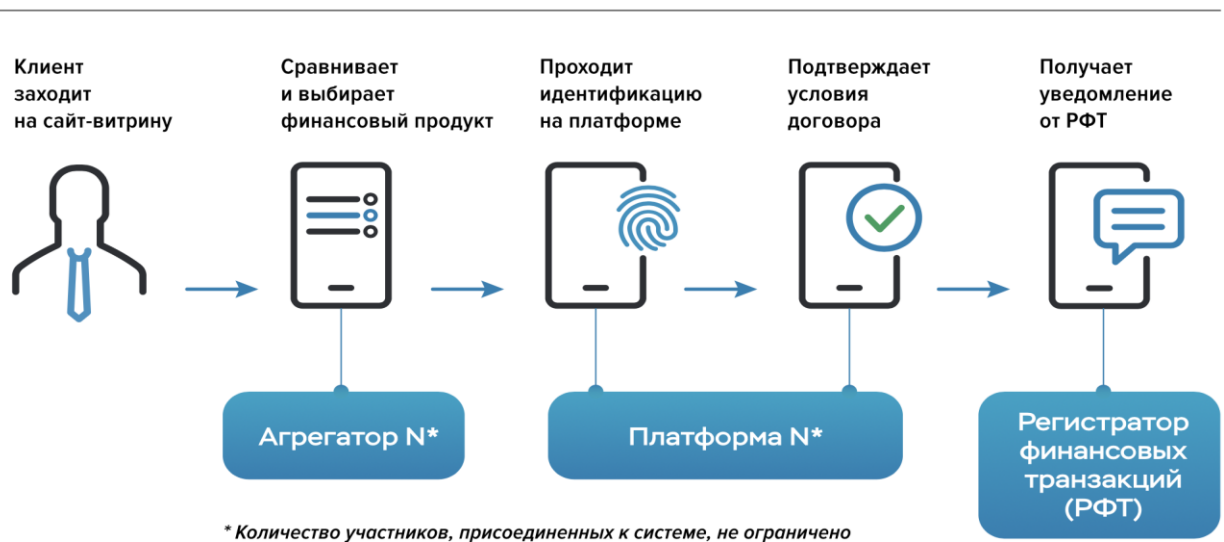 Клиент
заходит
на сайт-витрину
Сравнивает
и выбирает
финансовый продукт
Проходит
идентификацию
на платформе
Подтверждает
условия
договора
Получает
уведомление
от РФТ
Агрегатор N*
Платформа N*
Регистратор
финансовых
транзакций
(РФТ)
* Количество участников, присоединенных к системе, не ограничено